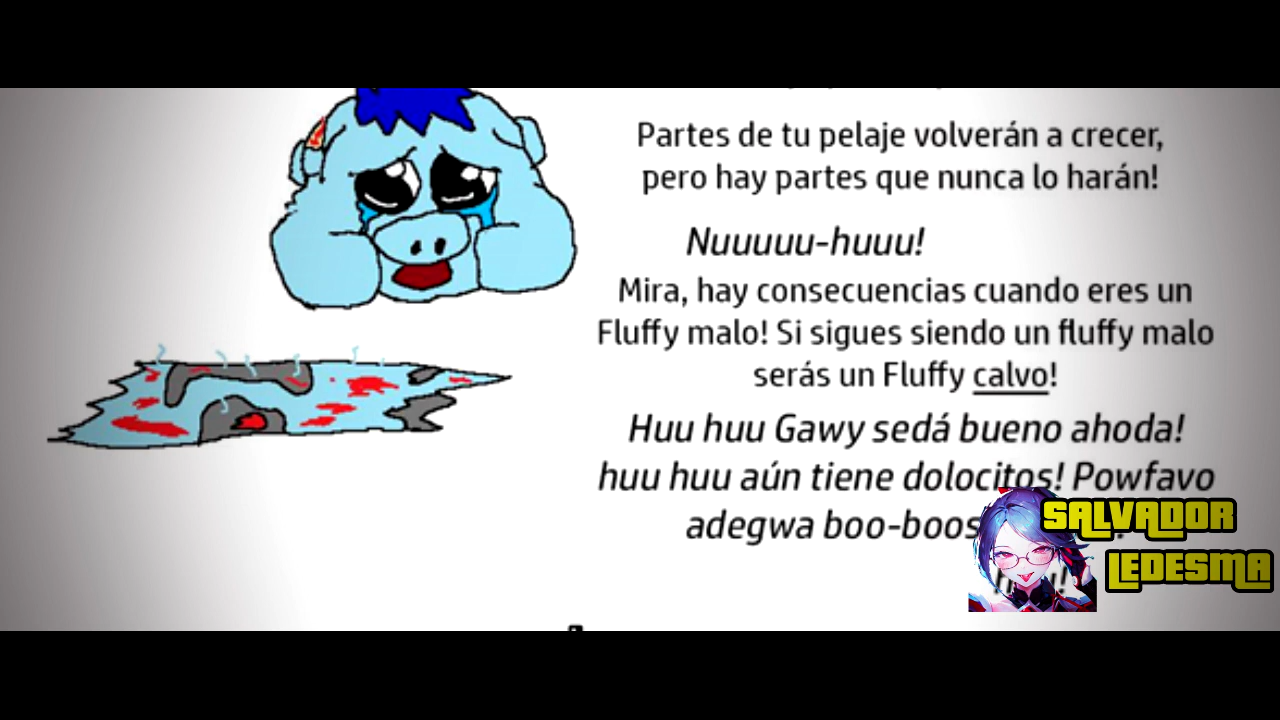 Partes de tu pelaje volverán a crecer,
pero hay partes que nunca lo harán!
Nuuuuu-huuu!
Mira, hay consecuencias cuando eres un
Fluffy malo! Si sigues siendo un fluffy malo
serás un Fluffy calvo!
Huu huu Gawy sedá bueno ahoda!
huu huu aún tiene dolocitos! Powfavo
adegwa boo-boos
SALVADOR
LEDESMA